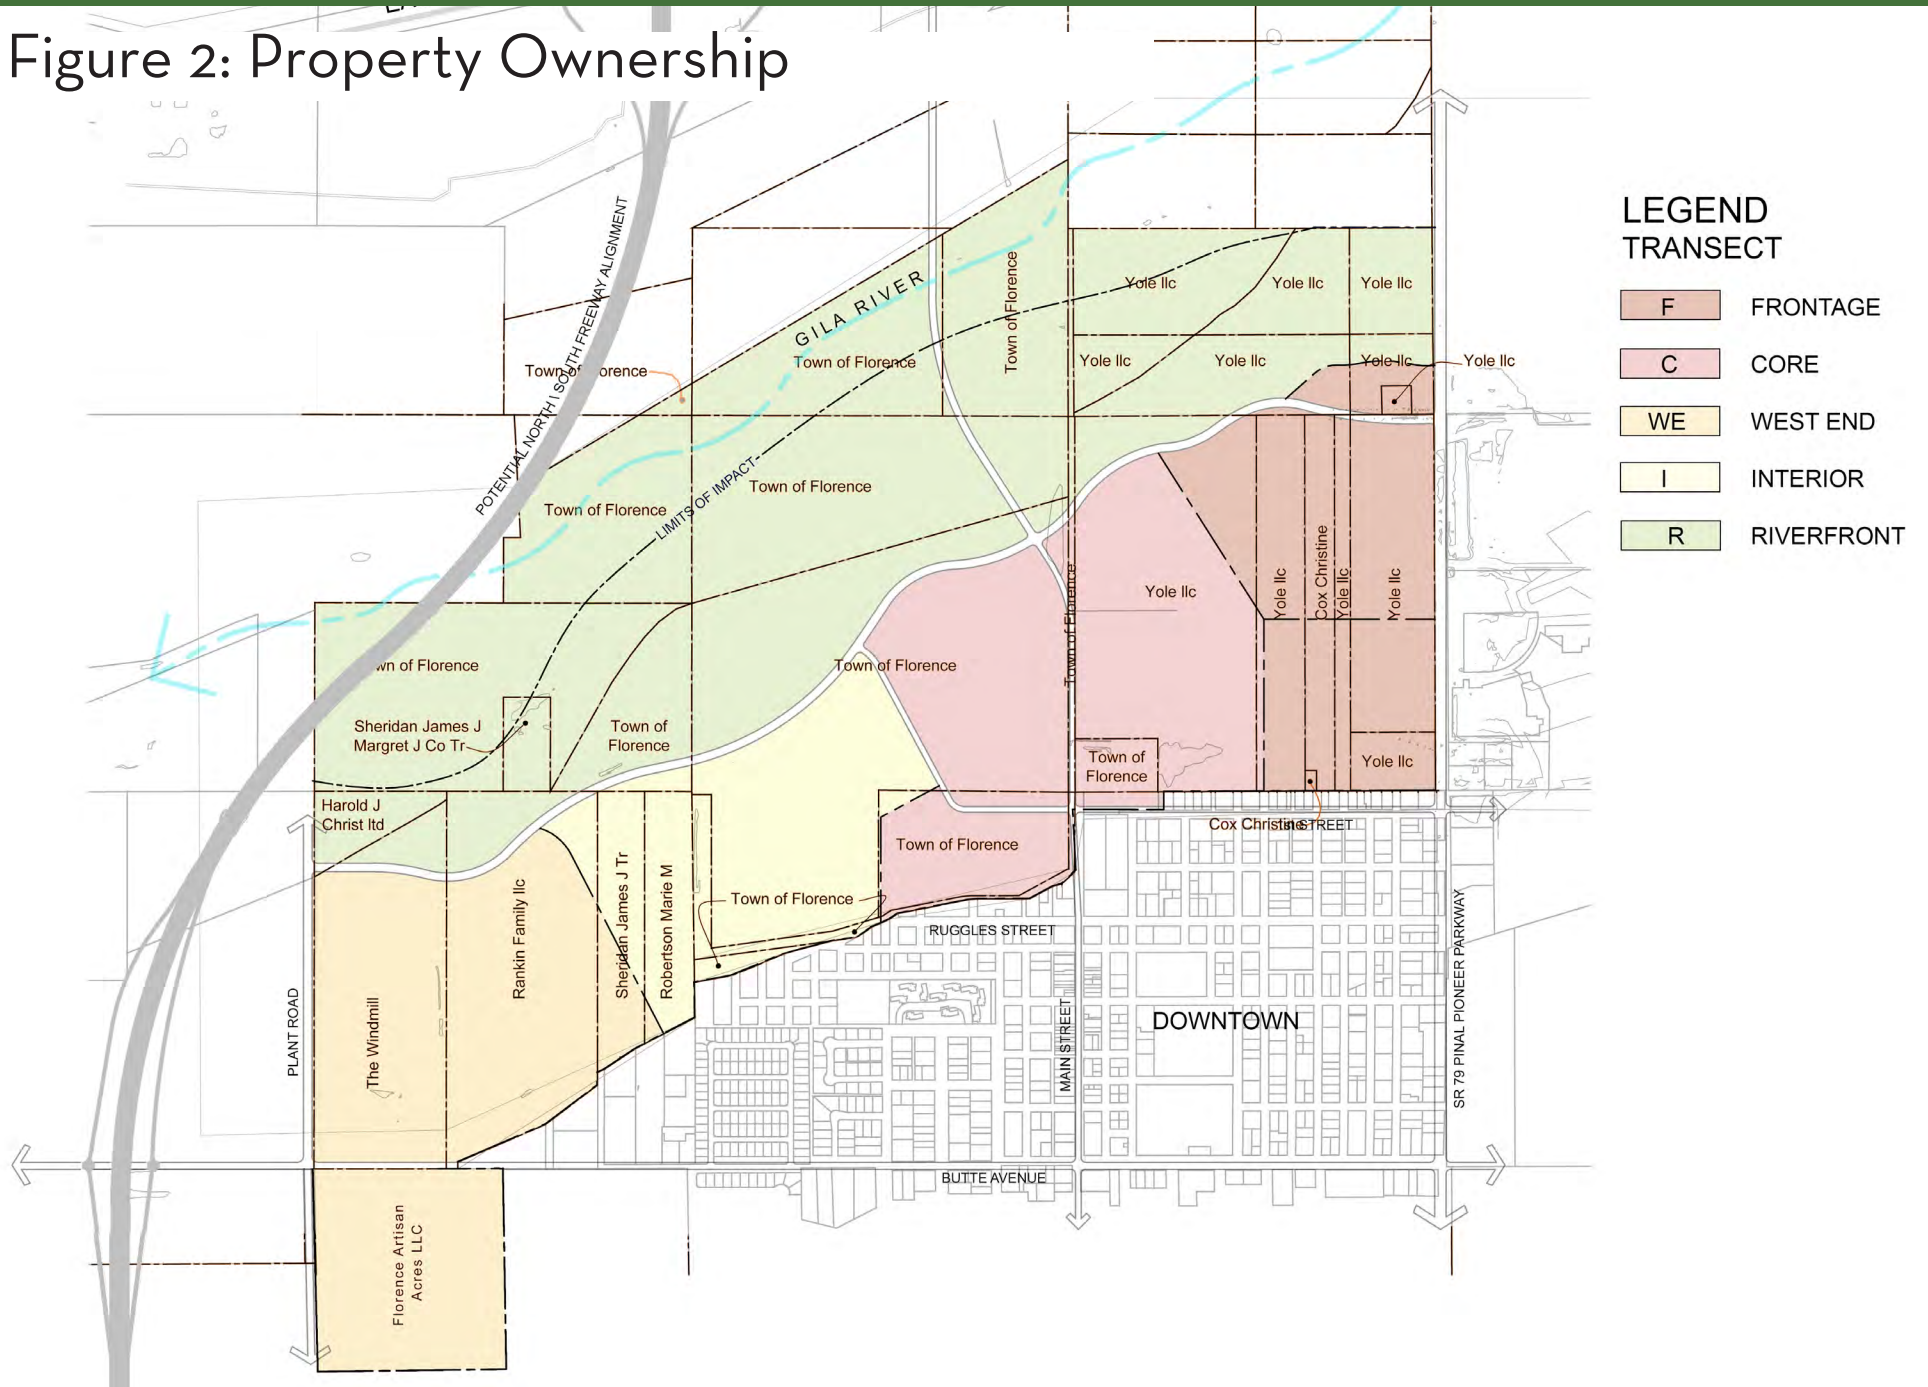 Figure 2: Property Ownership
LEGEND
TRANSECT
F FRONTAGE
C CORE
WE WEST END
I INTERIOR
R RIVERFRONT
POTENTIAL NORTH I SOUTH FREEWAY ALIGNMENT
GILA RIVER
Town of Florence
Yole llc
Yole llc
Yole llc
Town of Florence
Town of Florence
Yole llc
Yole llc
Yole llc
Yole llc
LIMITS OF IMPACT
Town of Florence
Town of Florence
Yole llc
Yole llc
Cox Christine
Yole llc
Yole llc
Town of Florence
wn of Florence
Town of Florence
Sheridan James J
Margret J Co Tr
Town of
Florence
Town of
Florence
Yole llc
Harold J
Christ ltd
Cox Christine
STREET
Town of Florence
Town of Florence
Sheridan James J Tr
Robertson Marie M
Rankin Family llc
The Windmill
RUGGLES STREET
PLANT ROAD
MAIN STREET
DOWNTOWN
SR 79 PINAL PIONEER PARKWAY
BUTTE AVENUE
Florence Artisan
Acres LLC